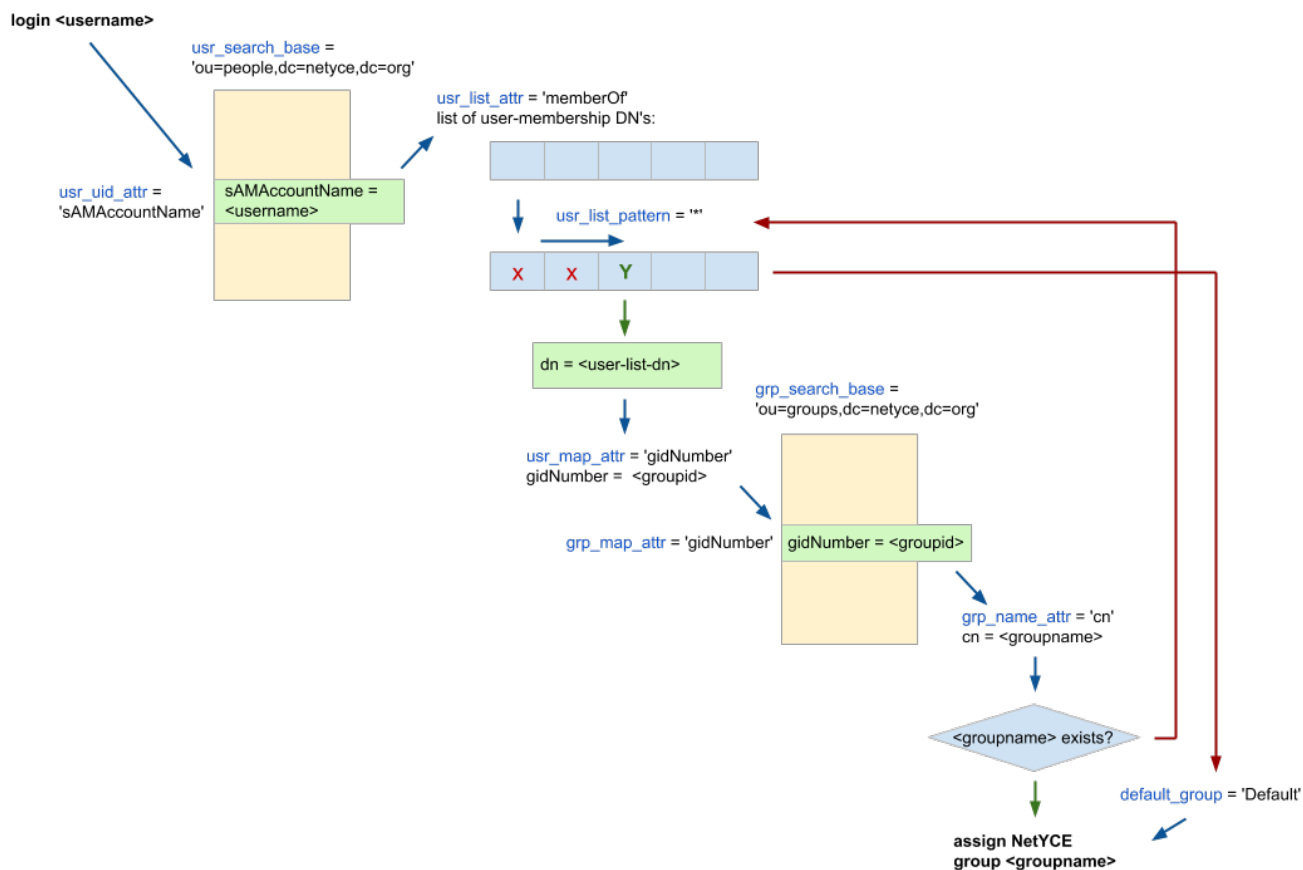 login <username>
usr_search_base =
'ou=people,dc=netyce,dc=org'
usr_list_attr = 'memberOf'
list of user-membership DN's:
usr_uid_attr =
'sAMAccountName'
sAMAccountName =
<username>
usr_list_pattern = '*'
x x Y
dn = <user-list-dn>
grp_search_base =
'ou=groups,dc=netyce,dc=org'
usr_map_attr = 'gidNumber'
gidNumber =  <groupid>
grp_map_attr = 'gidNumber'
gidNumber = <groupid>
grp_name_attr = 'cn'
cn = <groupname>
<groupname> exists?
default_group = 'Default'
assign NetYCE
group <groupname>